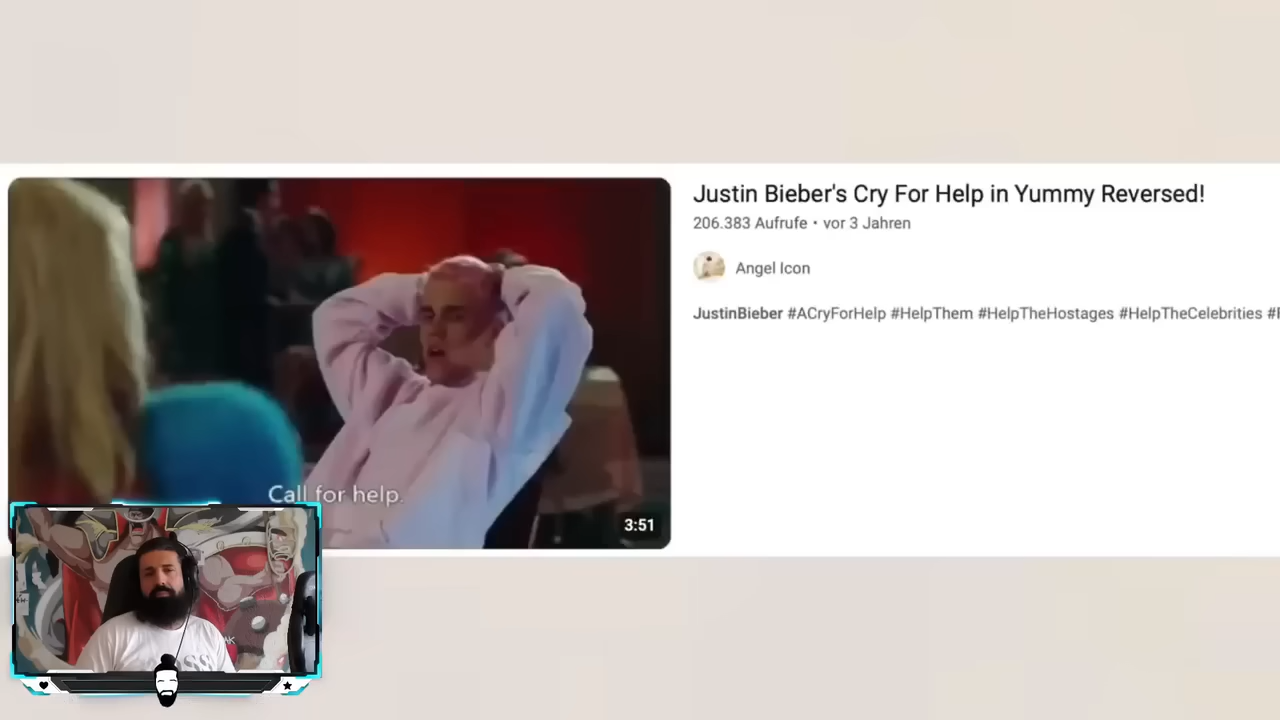 Justin Bieber's Cry For Help in Yummy Reversed!
206.383 Aufrufe • vor 3 Jahren
Angel Icon
JustinBieber #ACryForHelp #HelpThem #HelpTheHostages #HelpTheCelebrities
Call for help.
3:51